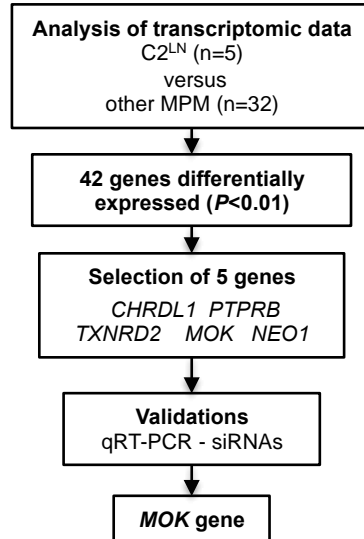 Analysis of transcriptomic data
C2LN (n=5)
versus
other MPM (n=32)
42 genes differentially
expressed (P<0.01)
Selection of 5 genes
CHRDL1 PTPRB
TXNRD2 MOK NEO1
Validations
qRT-PCR - siRNAs
MOK gene